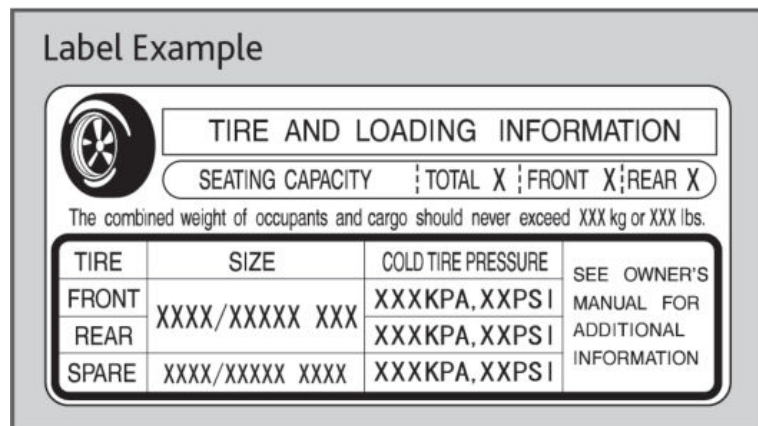 Label Example
TIRE AND LOADING INFORMATION
SEATING CAPACITY TOTAL X FRONT X REAR X
The combined weight of occupants and cargo should never exceed XXX kg or XXX lbs.
TIRE SIZE COLD TIRE PRESSURE
SEE OWNER'S
MANUAL FOR
ADDITIONAL
INFORMATION
FRONT XXXX/XXXXX XXX XXXKPA,XXPSI
REAR XXXKPA,XXPSI
SPARE XXXX/XXXXX XXXX XXXKPA,XXPSI